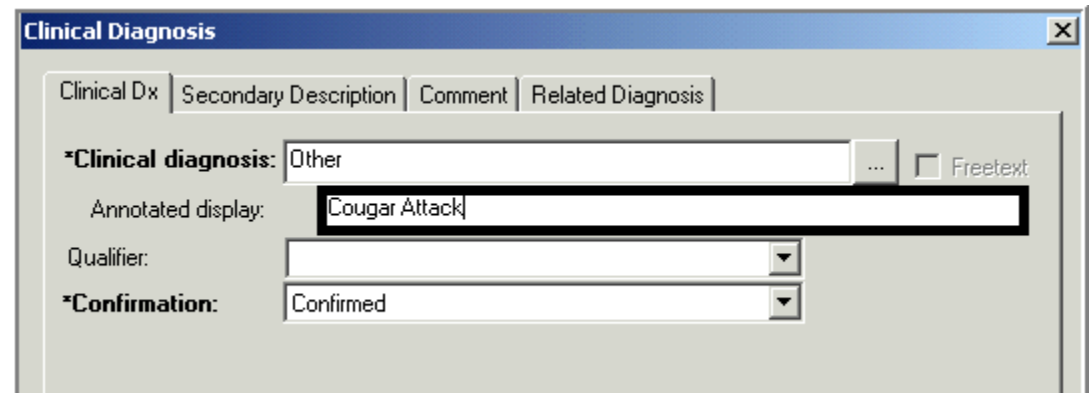 Clinical Diagnosis
Clinical Dx Secondary Description Comment Related Diagnosis
*Clinical diagnosis: Other ... Freetext
Annotated display: Cougar Attack
Qualifier:
*Confirmation: Confirmed